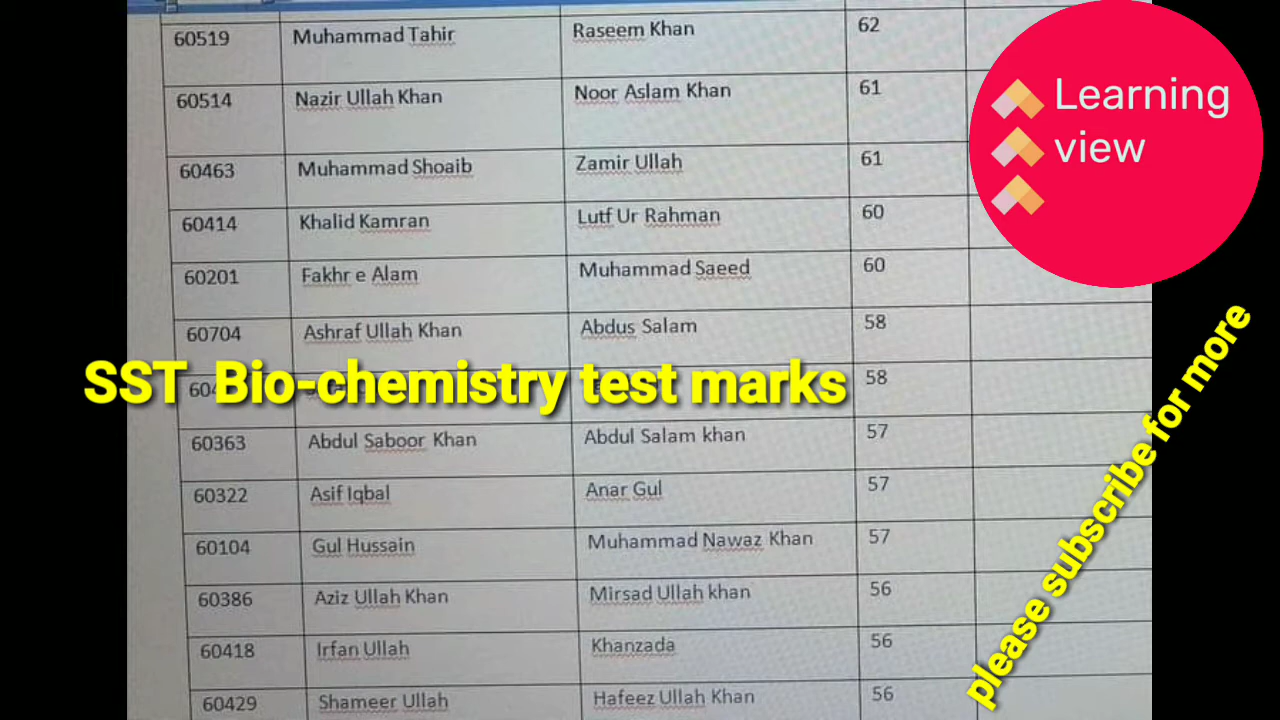 60519 Muhammad Tahir Raseem Khan 62
60514 Nazir Ullah Khan Noor Aslam Khan 61
60463 Muhammad Shoaib Zamir Ullah 61
60414 Khalid Kamran Lutf Ur Rahman 60
60201 Fakhr e Alam Muhammad Saeed 60
60704 Ashraf Ullah Khan Abdus Salam 58
58
60363 Abdul Saboor Khan Abdul Salam khan 57
60322 Asif Iqbal Anar Gul 57
60104 Gul Hussain Muhammad Nawaz Khan 57
60386 Aziz Ullah Khan Mirsad Ullah khan 56
60418 Irfan Ullah Khanzada 56
60429 Shameer Ullah Hafeez Ullah Khan 56
SST Bio-chemistry test marks
Learning
view
please subscribe for more